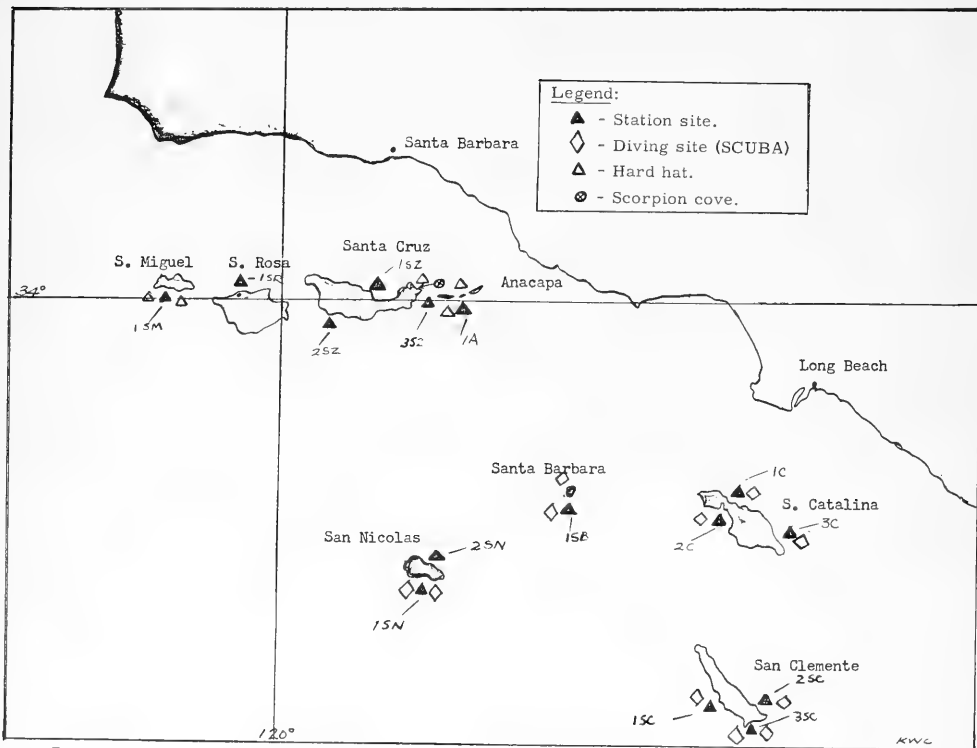 Legend:
- Station site.
- Diving site (SCUBA)
- Hard hat.
- Scorpion cove.
Santa Barbara
Santa Cruz
S. Miguel
S. Rosa
1SR
1SZ
Anacapa
34°
1SM
2SZ
3SZ
1A
Long Beach
Santa Barbara
1C
S. Catalina
San Nicolas
2SN
1SB
2C
3C
1SN
San Clemente
2SC
1SC
3SC
120°
KWC